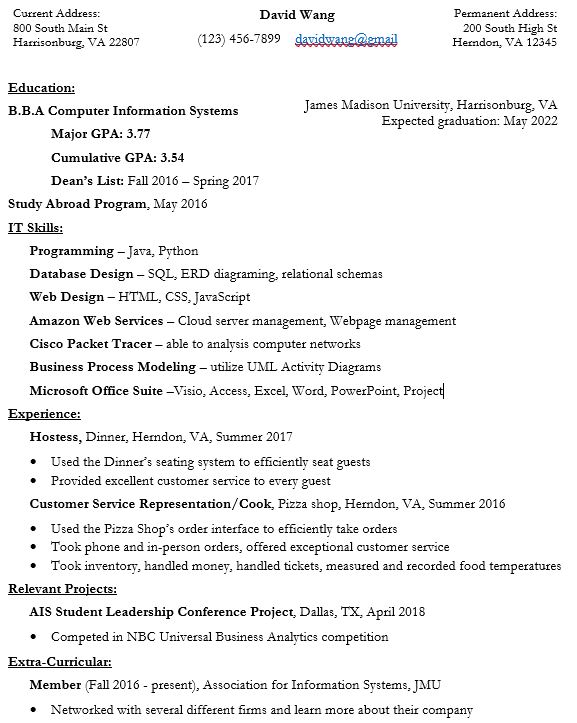 Current Address:
800 South Main St
Harrisonburg, VA 22807
David Wang
(123) 456-7899 davidwang@gmail
Permanent Address:
200 South High St
Herndon, VA 12345
Education:
B.B.A Computer Information Systems
James Madison University, Harrisonburg, VA
Expected graduation: May 2022
Major GPA: 3.77
Cumulative GPA: 3.54
Dean's List: Fall 2016 – Spring 2017
Study Abroad Program, May 2016
IT Skills:
Programming – Java, Python
Database Design – SQL, ERD diagraming, relational schemas
Web Design – HTML, CSS, JavaScript
Amazon Web Services – Cloud server management, Webpage management
Cisco Packet Tracer – able to analysis computer networks
Business Process Modeling – utilize UML Activity Diagrams
Microsoft Office Suite –Visio, Access, Excel, Word, PowerPoint, Project
Experience:
Hostess, Dinner, Herndon, VA, Summer 2017
• Used the Dinner's seating system to efficiently seat guests
• Provided excellent customer service to every guest
Customer Service Representation/Cook, Pizza shop, Herndon, VA, Summer 2016
• Used the Pizza Shop's order interface to efficiently take orders
• Took phone and in-person orders, offered exceptional customer service
• Took inventory, handled money, handled tickets, measured and recorded food temperatures
Relevant Projects:
AIS Student Leadership Conference Project, Dallas, TX, April 2018
• Competed in NBC Universal Business Analytics competition
Extra-Curricular:
Member (Fall 2016 - present), Association for Information Systems, JMU
• Networked with several different firms and learn more about their company